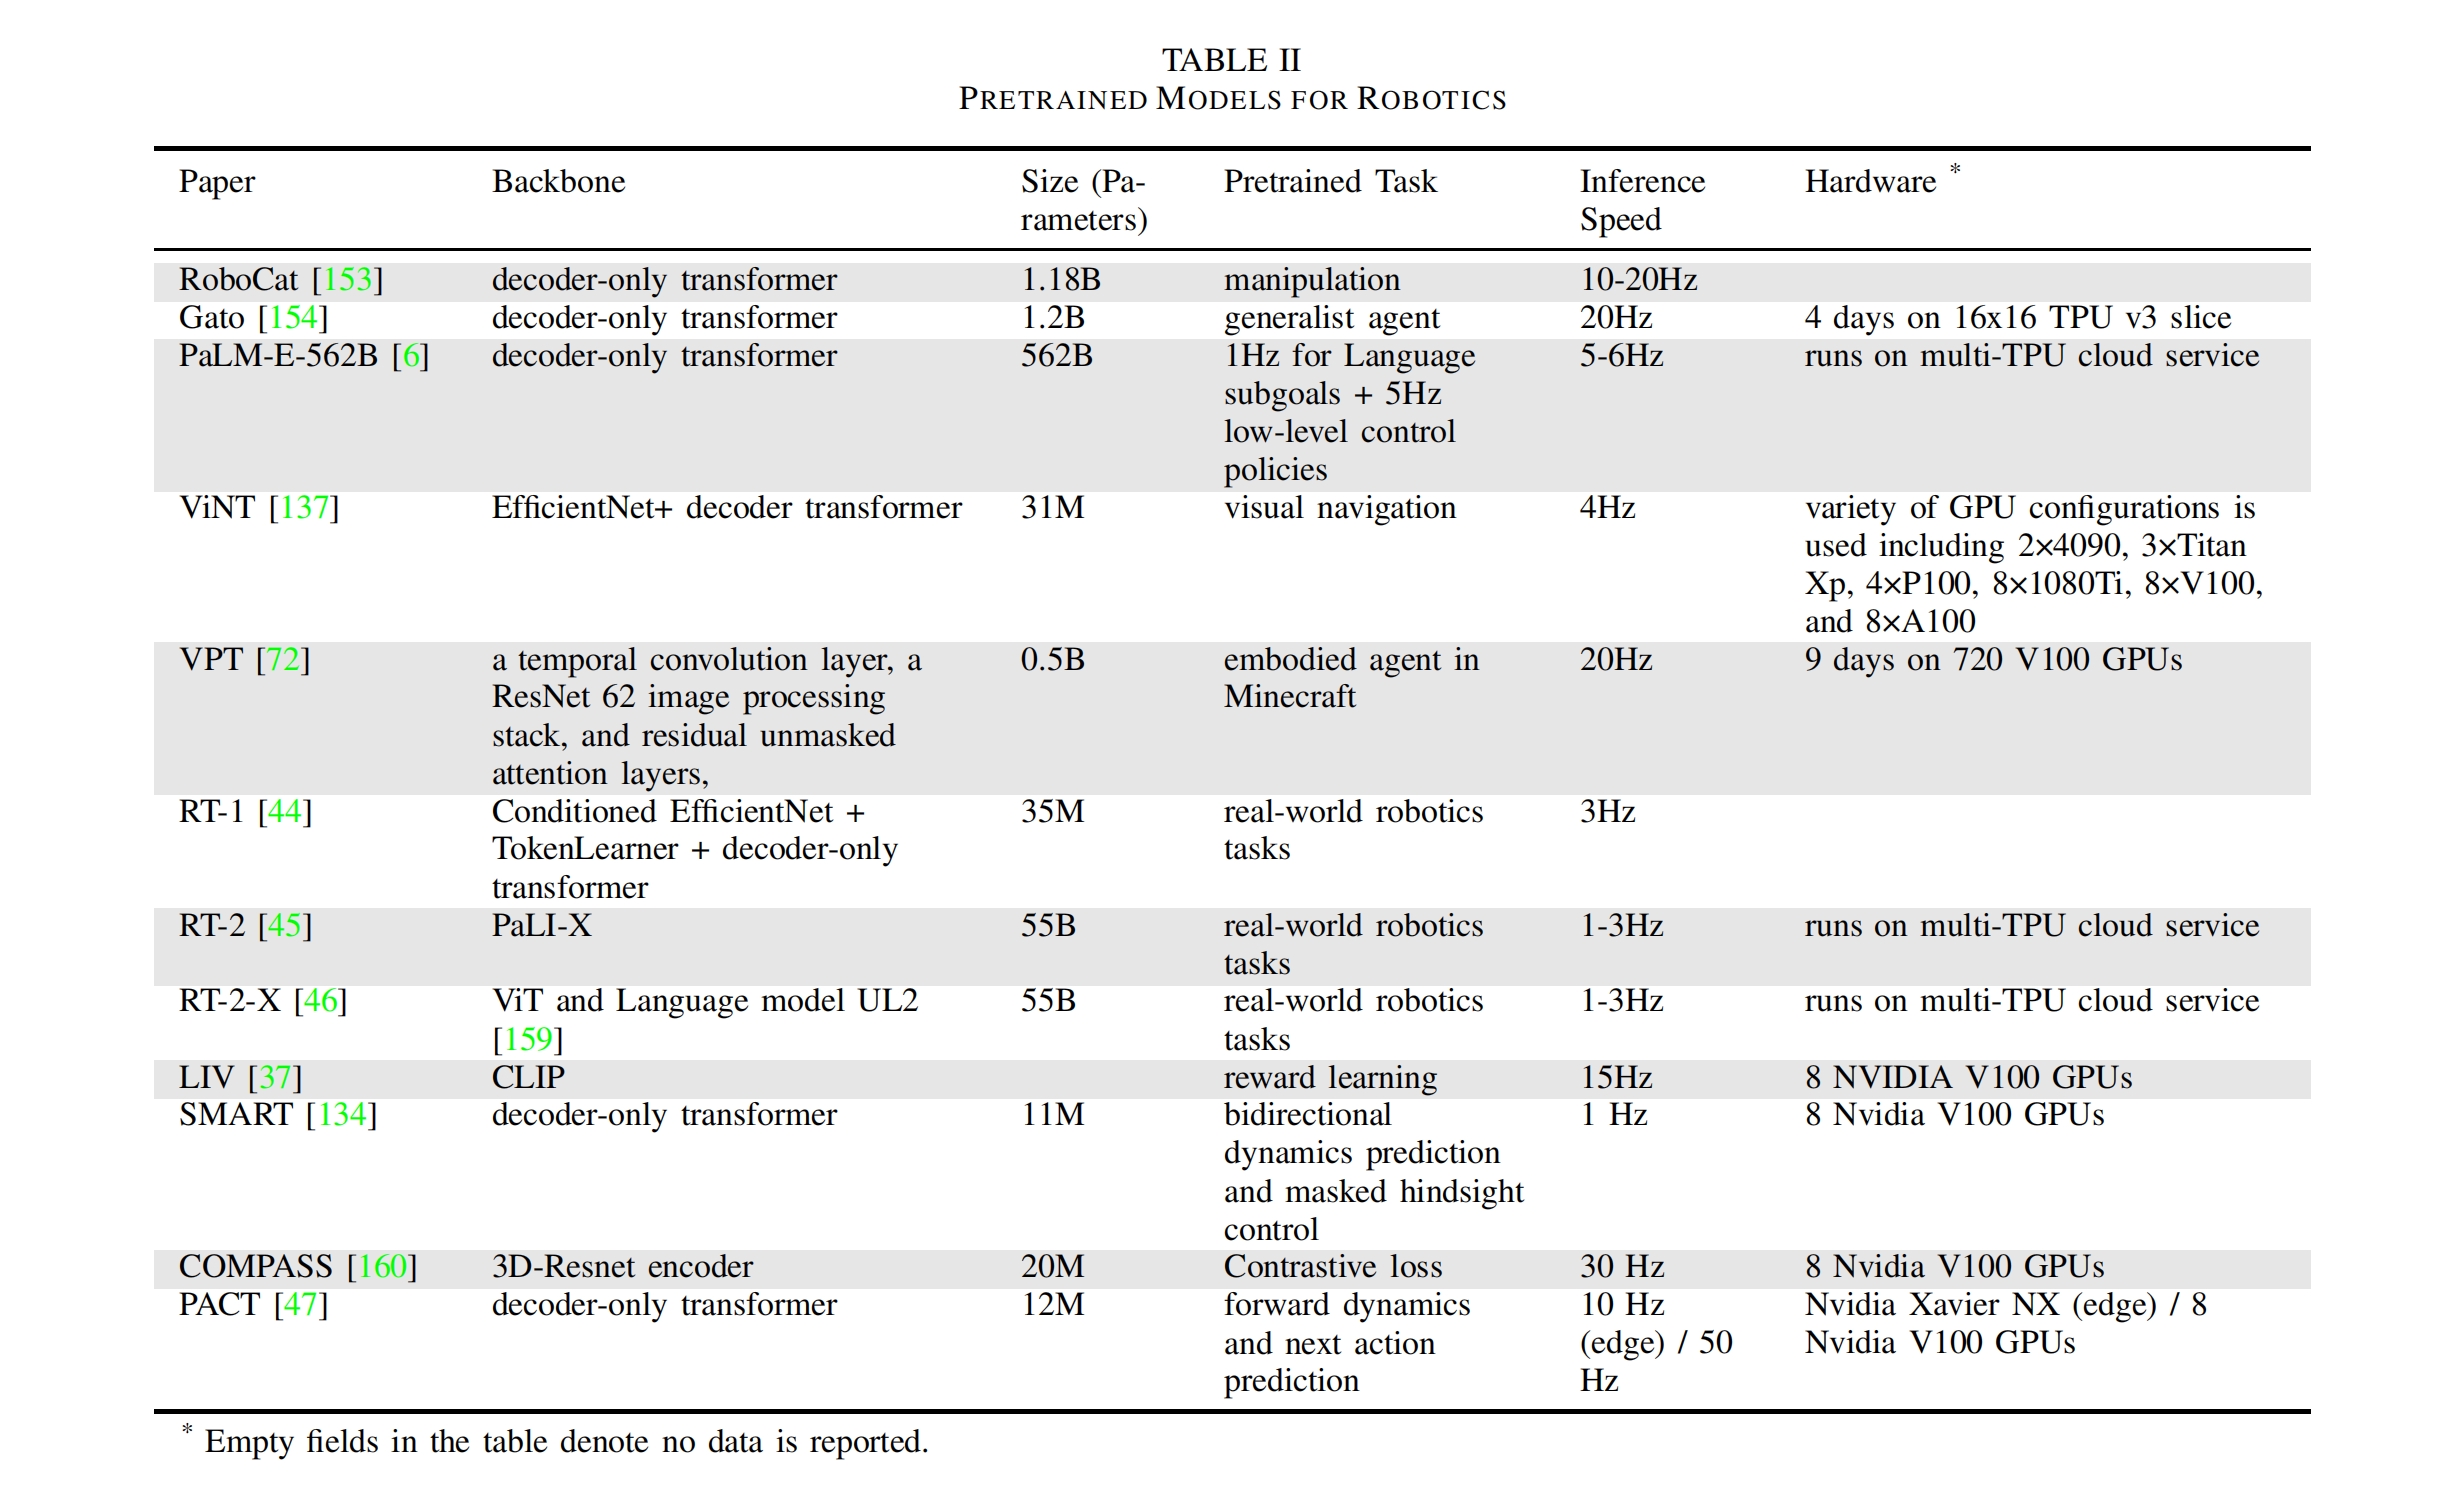 TABLE II
PRETRAINED MODELS FOR ROBOTICS
Paper Backbone Size (Pa- Pretrained Task Inference Hardware *
rameters) Speed
RoboCat [153] decoder-only transformer 1.18B manipulation 10-20Hz
Gato [154] decoder-only transformer 1.2B generalist agent 20Hz 4 days on 16x16 TPU v3 slice
PaLM-E-562B [6] decoder-only transformer 562B 1Hz for Language 5-6Hz runs on multi-TPU cloud service
subgoals + 5Hz
low-level control
policies
ViNT [137] EfficientNet+ decoder transformer 31M visual navigation 4Hz variety of GPU configurations is
used including 2×4090, 3×Titan
Xp, 4×P100, 8×1080Ti, 8×V100,
and 8×A100
VPT [72] a temporal convolution layer, a 0.5B embodied agent in 20Hz 9 days on 720 V100 GPUs
ResNet 62 image processing Minecraft
stack, and residual unmasked
attention layers,
RT-1 [44] Conditioned EfficientNet + 35M real-world robotics 3Hz
TokenLearner + decoder-only tasks
transformer
RT-2 [45] PaLI-X 55B real-world robotics 1-3Hz runs on multi-TPU cloud service
tasks
RT-2-X [46] ViT and Language model UL2 55B real-world robotics 1-3Hz runs on multi-TPU cloud service
[159] tasks
LIV [37] CLIP reward learning 15Hz 8 NVIDIA V100 GPUs
SMART [134] decoder-only transformer 11M bidirectional 1 Hz 8 Nvidia V100 GPUs
dynamics prediction
and masked hindsight
control
COMPASS [160] 3D-Resnet encoder 20M Contrastive loss 30 Hz 8 Nvidia V100 GPUs
PACT [47] decoder-only transformer 12M forward dynamics 10 Hz Nvidia Xavier NX (edge) / 8
and next action (edge) / 50 Nvidia V100 GPUs
prediction Hz
* Empty fields in the table denote no data is reported.